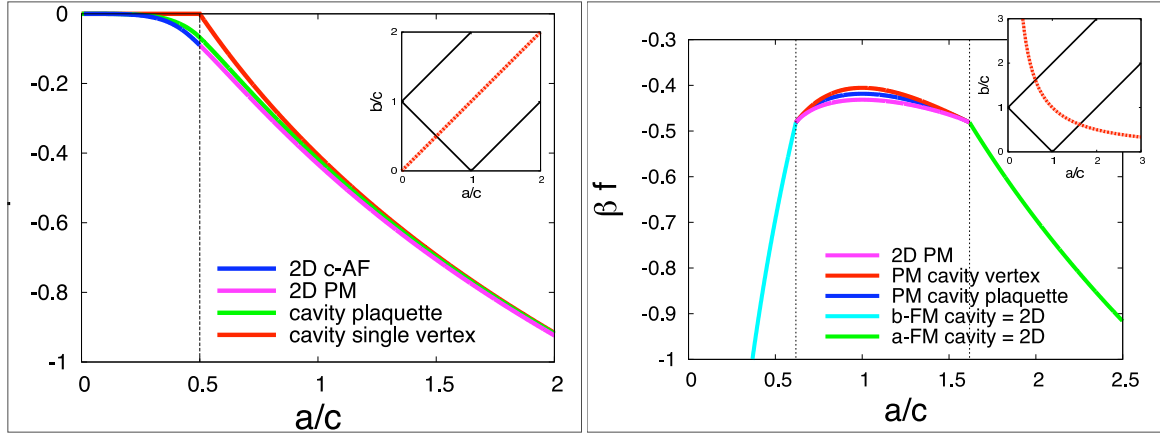 0
-0.2
-0.4
-0.6
-0.8
-1
0
0.5
1
1.5
2
a/c
2D c-AF
2D PM
cavity plaquette
cavity single vertex
2
1
0
0
1
2
b/c
a/c
-0.3
-0.4
-0.5
-0.6
-0.7
-0.8
-0.9
-1
0
0.5
1
1.5
2
2.5
β f
a/c
2D PM
PM cavity vertex
PM cavity plaquette
b-FM cavity = 2D
a-FM cavity = 2D
3
2
1
0
0
1
2
3
b/c
a/c